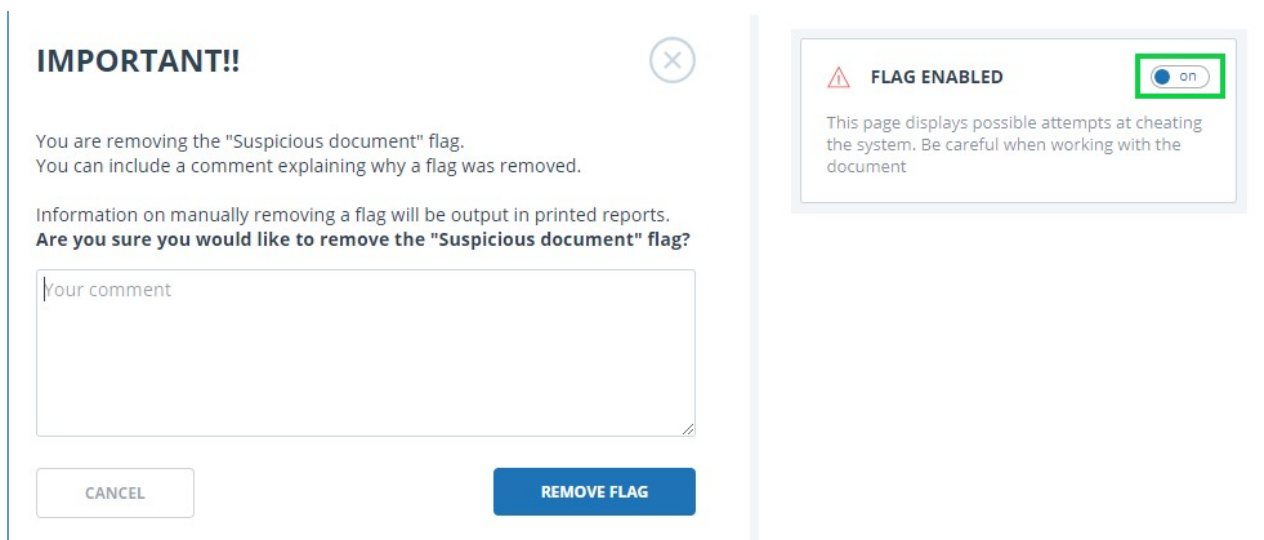 IMPORTANT!!
You are removing the "Suspicious document" flag.
You can include a comment explaining why a flag was removed.
Information on manually removing a flag will be output in printed reports.
Are you sure you would like to remove the "Suspicious document" flag?
Your comment
CANCEL
REMOVE FLAG
FLAG ENABLED
on
This page displays possible attempts at cheating
the system. Be careful when working with the
document